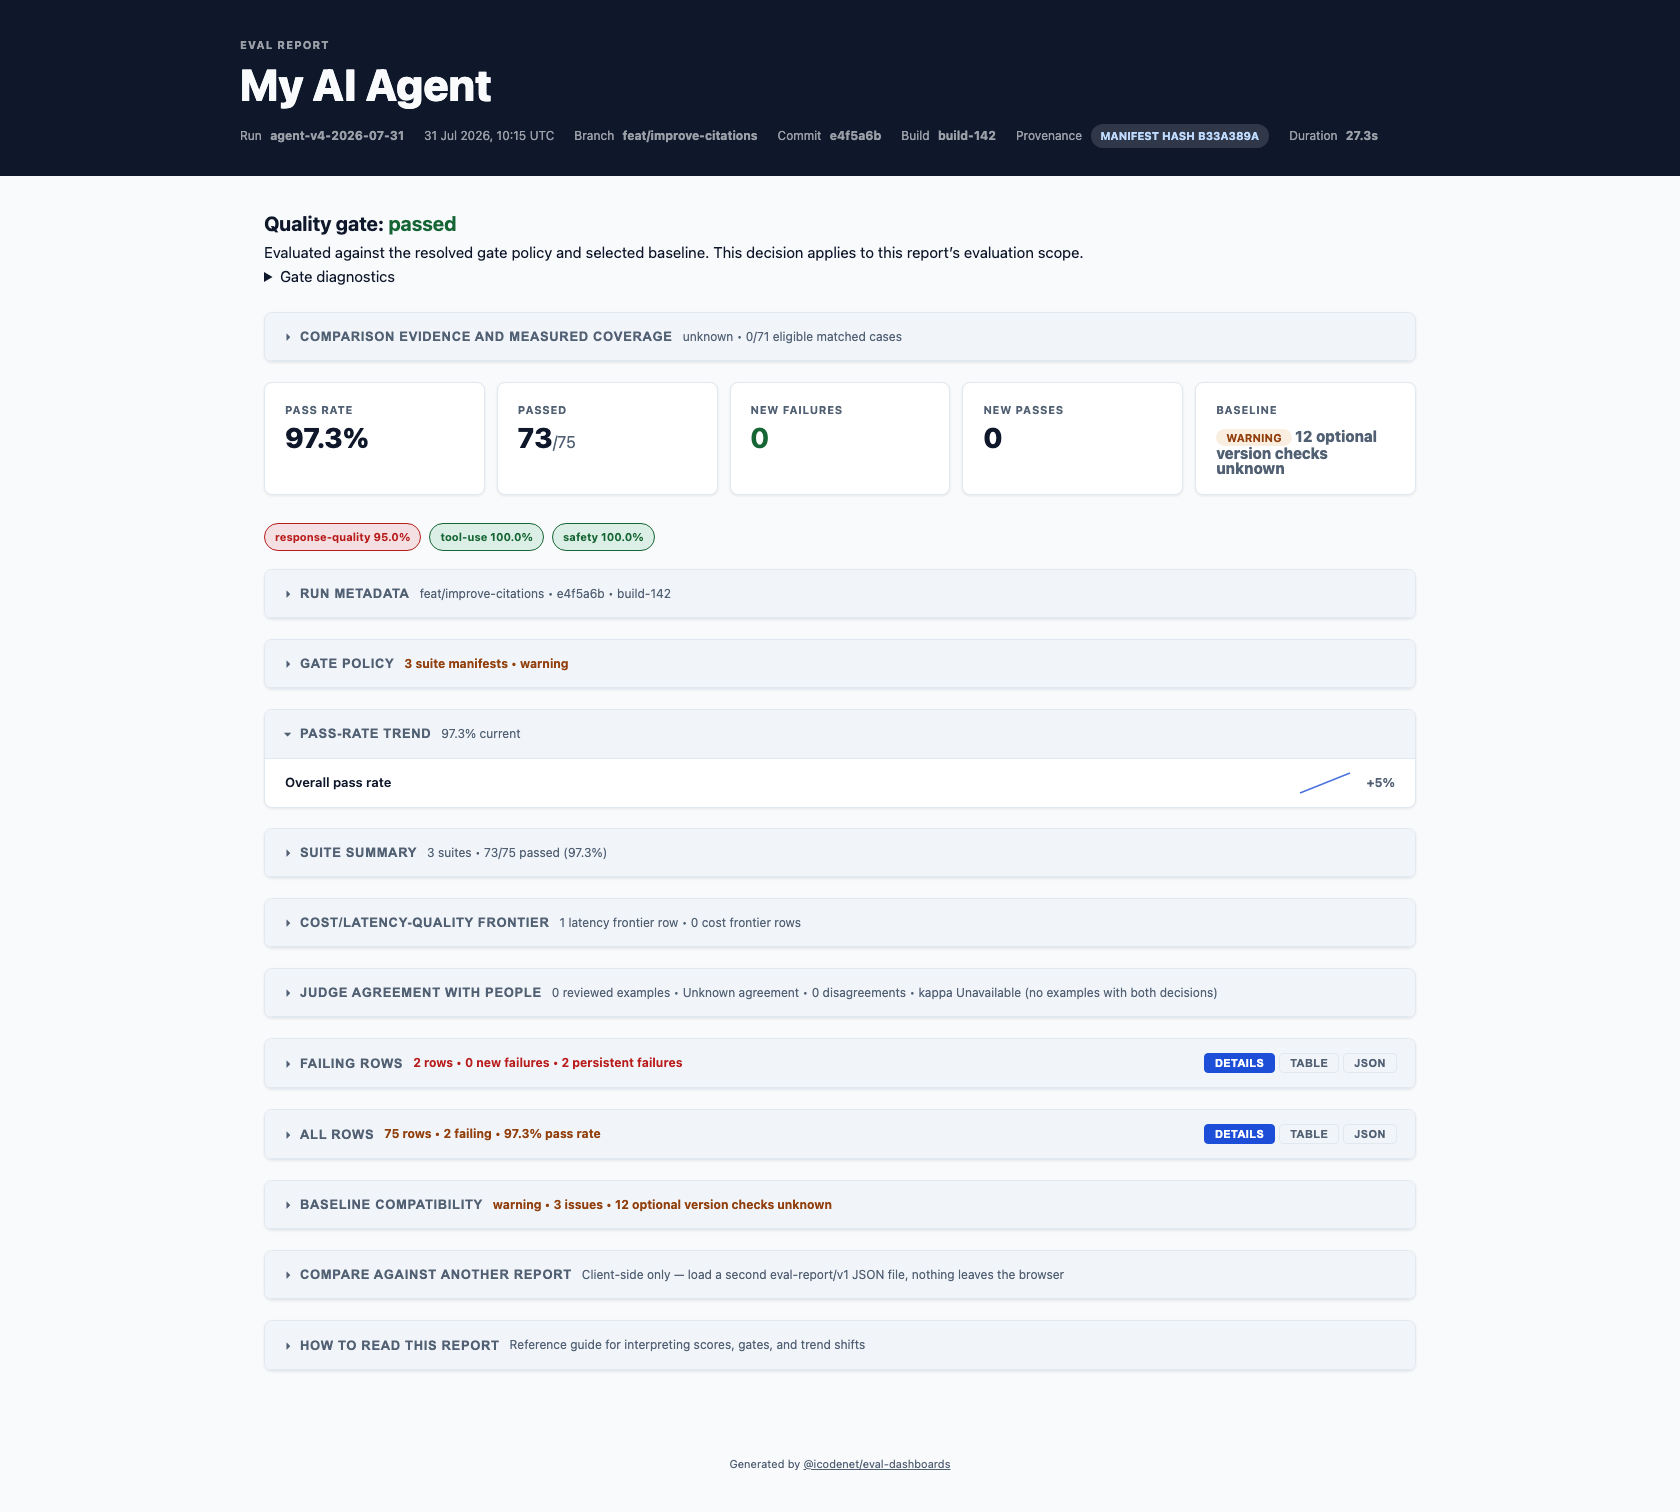 EVAL REPORT
My AI Agent
Run agent-v4-2026-07-31 31 Jul 2026, 10:15 UTC Branch feat/improve-citations Commit e4f5a6b Build build-142 Provenance MANIFEST HASH B33A389A Duration 27.3s
Quality gate: passed
Evaluated against the resolved gate policy and selected baseline. This decision applies to this report’s evaluation scope.
Gate diagnostics
COMPARISON EVIDENCE AND MEASURED COVERAGE unknown • 0/71 eligible matched cases
PASS RATE
97.3%
PASSED
73/75
NEW FAILURES
0
NEW PASSES
0
BASELINE
WARNING 12 optional
version checks
unknown
response-quality 95.0% tool-use 100.0% safety 100.0%
RUN METADATA feat/improve-citations • e4f5a6b • build-142
GATE POLICY 3 suite manifests • warning
PASS-RATE TREND 97.3% current
Overall pass rate +5%
SUITE SUMMARY 3 suites • 73/75 passed (97.3%)
COST/LATENCY-QUALITY FRONTIER 1 latency frontier row • 0 cost frontier rows
JUDGE AGREEMENT WITH PEOPLE 0 reviewed examples • Unknown agreement • 0 disagreements • kappa Unavailable (no examples with both decisions)
FAILING ROWS 2 rows • 0 new failures • 2 persistent failures DETAILS TABLE JSON
ALL ROWS 75 rows • 2 failing • 97.3% pass rate DETAILS TABLE JSON
BASELINE COMPATIBILITY warning • 3 issues • 12 optional version checks unknown
COMPARE AGAINST ANOTHER REPORT Client-side only — load a second eval-report/v1 JSON file, nothing leaves the browser
HOW TO READ THIS REPORT Reference guide for interpreting scores, gates, and trend shifts
Generated by @icodenet/eval-dashboards